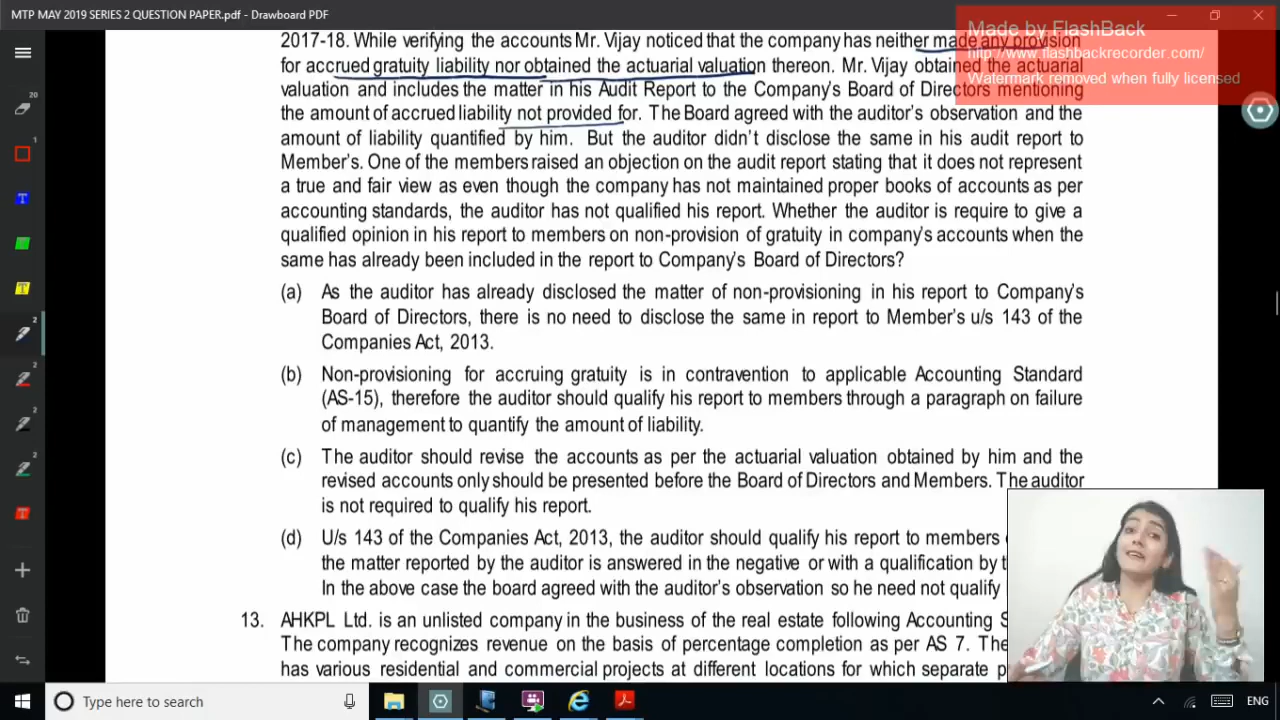 MTP MAY 2019 SERIES 2 QUESTION PAPER.pdf - Drawboard PDF
Made by FlashBack
http://www.flashbackrecorder.com/
Watermark removed when fully licensed
2017-18. While verifying the accounts Mr. Vijay noticed that the company has neither made any provision
for accrued gratuity liability nor obtained the actuarial valuation thereon. Mr. Vijay obtained the actuarial
valuation and includes the matter in his Audit Report to the Company's Board of Directors mentioning
the amount of accrued liability not provided for. The Board agreed with the auditor's observation and the
amount of liability quantified by him. But the auditor didn't disclose the same in his audit report to
Member's. One of the members raised an objection on the audit report stating that it does not represent
a true and fair view as even though the company has not maintained proper books of accounts as per
accounting standards, the auditor has not qualified his report. Whether the auditor is require to give a
qualified opinion in his report to members on non-provision of gratuity in company's accounts when the
same has already been included in the report to Company's Board of Directors?
(a) As the auditor has already disclosed the matter of non-provisioning in his report to Company's
Board of Directors, there is no need to disclose the same in report to Member's u/s 143 of the
Companies Act, 2013.
(b) Non-provisioning for accruing gratuity is in contravention to applicable Accounting Standard
(AS-15), therefore the auditor should qualify his report to members through a paragraph on failure
of management to quantify the amount of liability.
(c) The auditor should revise the accounts as per the actuarial valuation obtained by him and the
revised accounts only should be presented before the Board of Directors and Members. The auditor
is not required to qualify his report.
(d) U/s 143 of the Companies Act, 2013, the auditor should qualify his report to members
the matter reported by the auditor is answered in the negative or with a qualification by
In the above case the board agreed with the auditor's observation so he need not qualify
13. AHKPL Ltd. is an unlisted company in the business of the real estate following Accounting
The company recognizes revenue on the basis of percentage completion as per AS 7.
has various residential and commercial projects at different locations for which separate
20
1
T
T
2
2
2
2
T
Type here to search
ENG